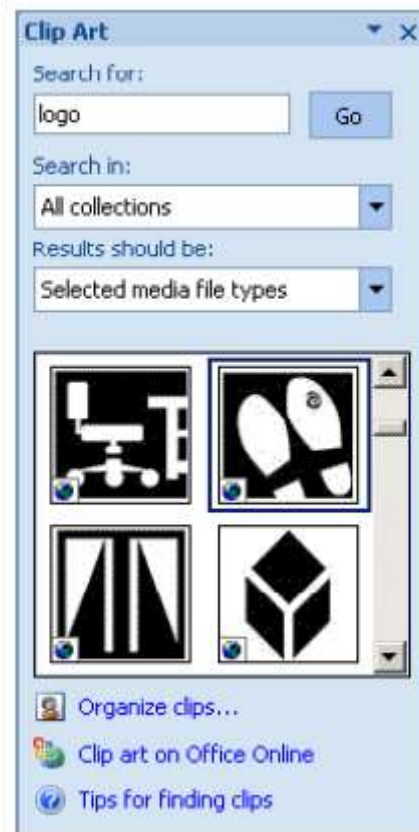 Clip Art
Search for:
logo
Go
Search in:
All collections
Results should be:
Selected media file types
Organize clips...
Clip art on Office Online
Tips for finding clips